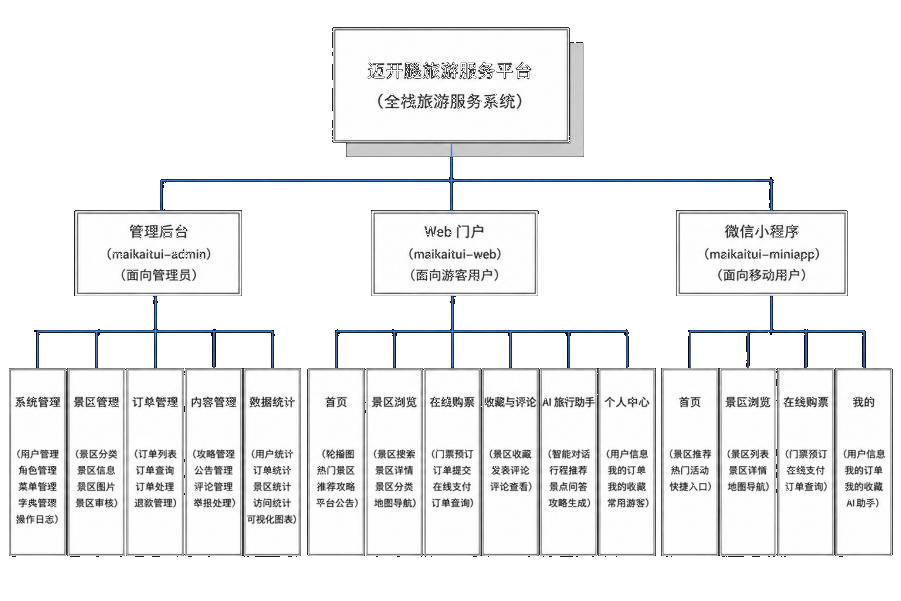 迈开腿旅游服务平台
（全栈旅游服务系统）
管理后台
（maikaitui-admin）
（面向管理员）
Web 门户
（maikaitui-web）
（面向游客用户）
微信小程序
（maikaitui-miniapp）
（面向移动用户）
系统管理
（用户管理
角色管理
菜单管理
字典管理
操作日志）
景区管理
（景区分类
景区信息
景区图片
景区审核）
订单管理
（订单列表
订单查询
订单处理
退款管理）
内容管理
（攻略管理
公告管理
评论管理
举报处理）
数据统计
（用户统计
订单统计
景区统计
访问统计
可视化图表）
首页
（轮播图
热门景区
推荐攻略
平台公告）
景区浏览
（景区搜索
景区详情
景区分类
地图导航）
在线购票
（门票预订
订单提交
在线支付
订单查询）
收藏与评论
（景区收藏
发表评论
评论查看）
AI 旅行助手
（智能对话
行程推荐
景点问答
攻略生成）
个人中心
（用户信息
我的订单
我的收藏
常用游客）
首页
（景区推荐
热门活动
快捷入口）
景区浏览
（景区列表
景区详情
地图导航）
在线购票
（门票预订
在线支付
订单查询）
我的
（用户信息
我的订单
我的收藏
AI助手）